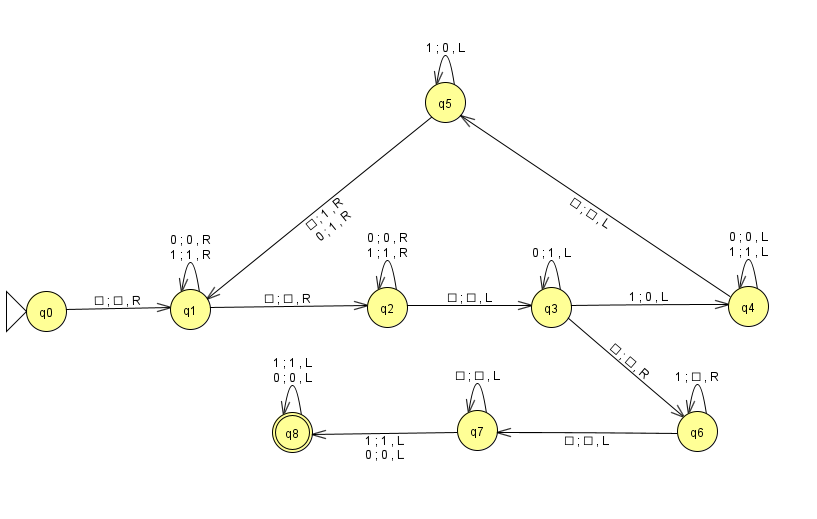 1 ; 0 , L
q5
□ ; 1 , R
0 ; 1 , R
□ ; □ , L
0 ; 0 , R
1 ; 1 , R
0 ; 0 , R
1 ; 1 , R
0 ; 1 , L
0 ; 0 , L
1 ; 1 , L
q0
□ ; □ , R
q1
□ ; □ , R
q2
□ ; □ , L
q3
1 ; 0 , L
q4
□ ; □ , R
1 ; 1 , L
0 ; 0 , L
□ ; □ , L
1 ; □ , R
q8
1 ; 1 , L
0 ; 0 , L
q7
□ ; □ , L
q6